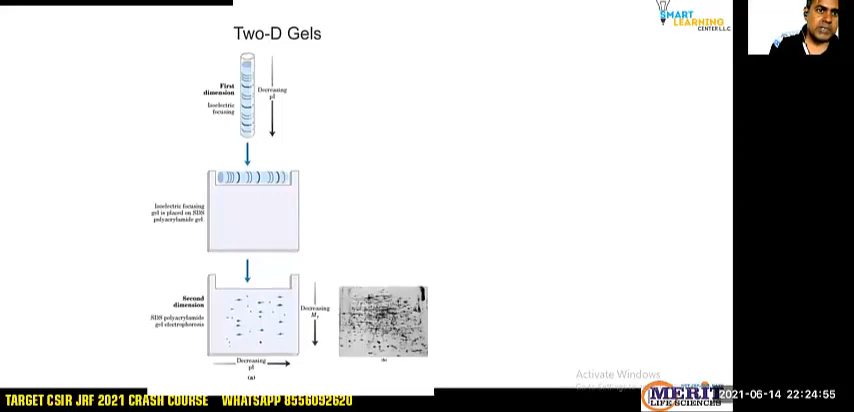 SMART
LEARNING
CENTER L.L.C
Two-D Gels
First
dimension
Isoelectric
focusing
Decreasing
pI
Isoelectric focusing
gel is placed on SDS
polyacrylamide gel.
Second
dimension
SDS polyacrylamide
gel electrophoresis
Decreasing
Mr
Decreasing
pI
(a)
(b)
Activate Windows
MERIT
LIFE SCIENCES
2021-06-14 22:24:55
TARGET CSIR JRF 2021 CRASH COURSE WHATSAPP 8556092620